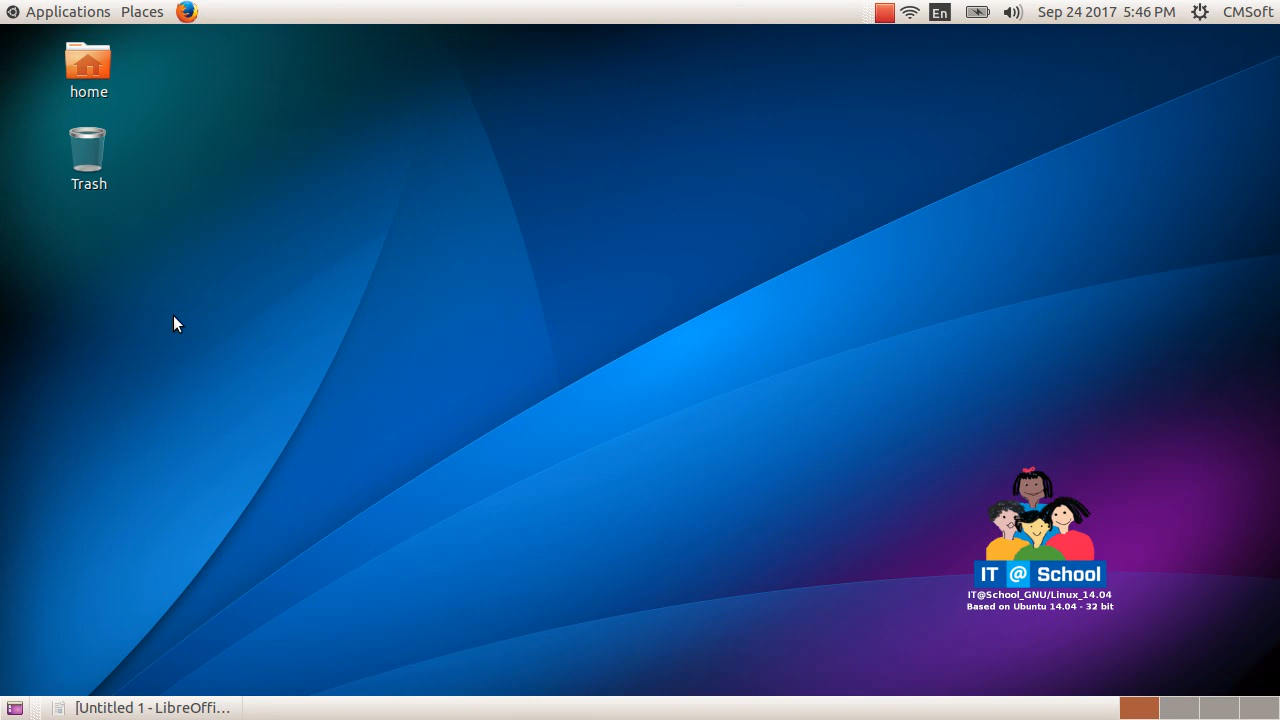 Applications Places En Sep 24 2017 5:46 PM CMSoft
home
Trash
IT @ School
IT@School_GNU/Linux_14.04
Based on Ubuntu 14.04 - 32 bit
[Untitled 1 - LibreOffi...